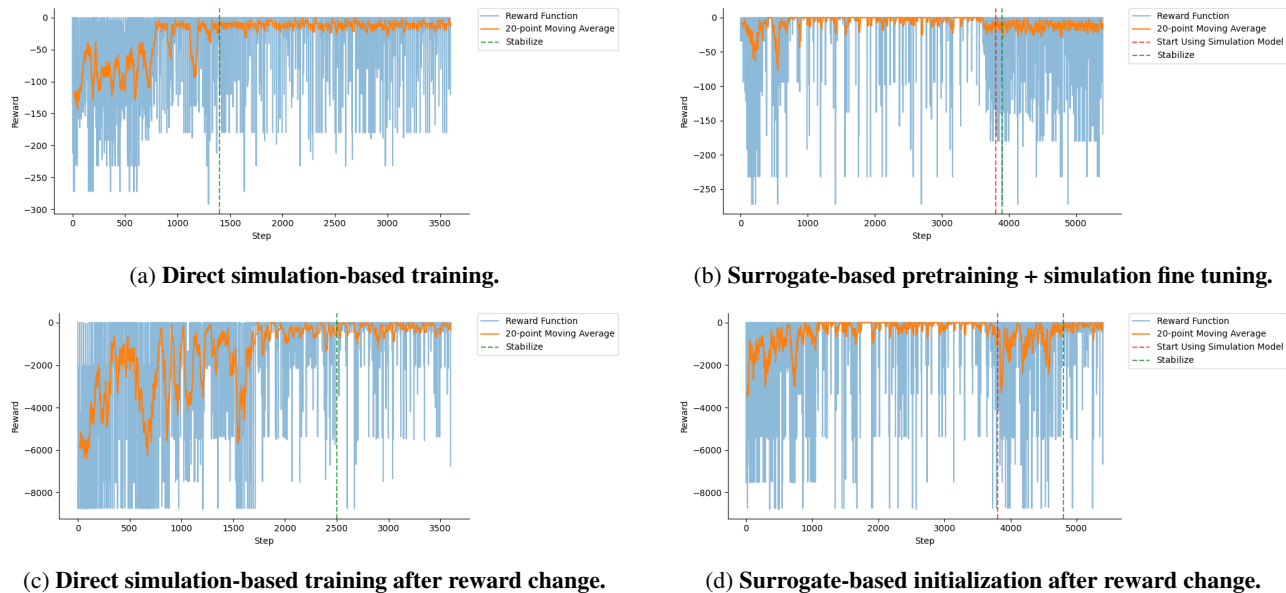 0
−50
−100
−150
−200
−250
−300
Reward
0 500 1000 1500 2000 2500 3000 3500
Step
Reward Function
20-point Moving Average
Stabilize
(a) Direct simulation-based training.
0
−50
−100
−150
−200
−250
Reward
0 1000 2000 3000 4000 5000
Step
Reward Function
20-point Moving Average
Start Using Simulation Model
Stabilize
(b) Surrogate-based pretraining + simulation fine tuning.
0
−2000
−4000
−6000
−8000
Reward
0 500 1000 1500 2000 2500 3000 3500
Step
Reward Function
20-point Moving Average
Stabilize
(c) Direct simulation-based training after reward change.
0
−2000
−4000
−6000
−8000
Reward
0 1000 2000 3000 4000 5000
Step
Reward Function
20-point Moving Average
Start Using Simulation Model
Stabilize
(d) Surrogate-based initialization after reward change.